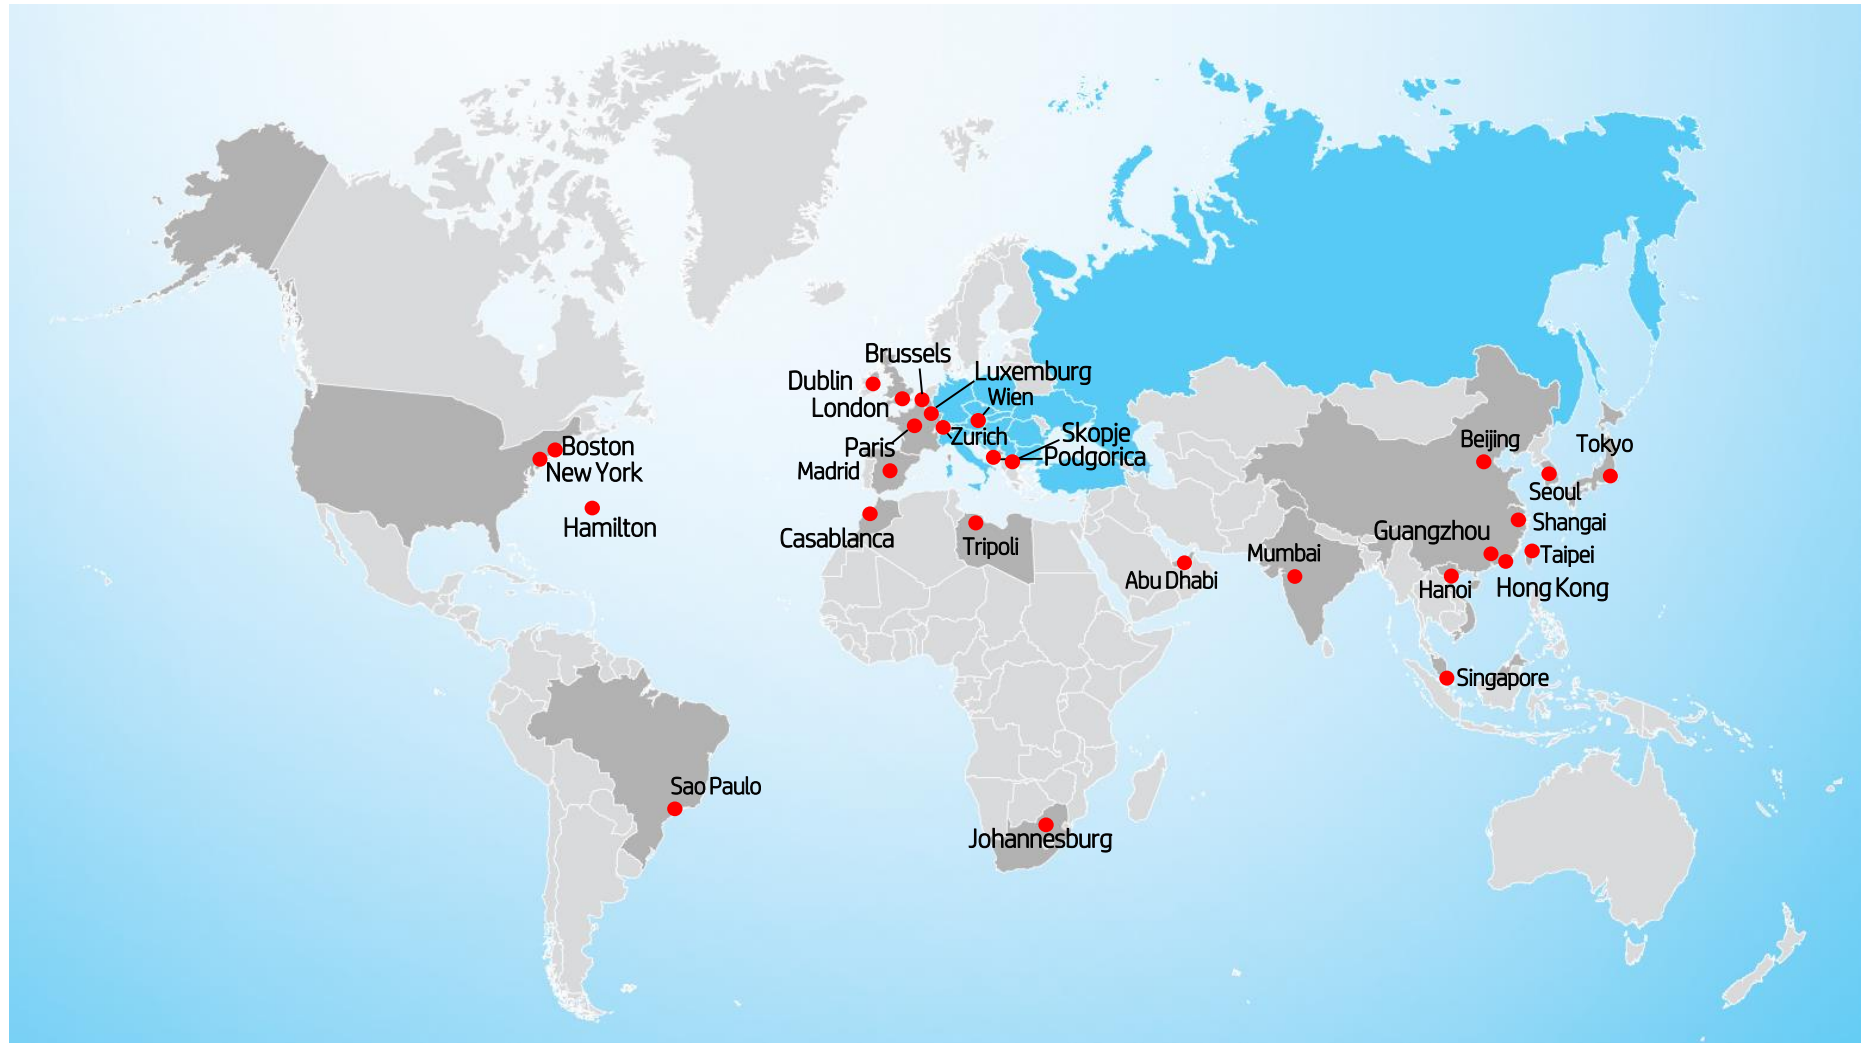 Brussels
Luxemburg
Dublin
Wien
London
Zurich
Skopje
Paris
Podgorica
Madrid
Boston
New York
Hamilton
Casablanca
Tripoli
Abu Dhabi
Mumbai
Beijing
Tokyo
Seoul
Shangai
Guangzhou
Taipei
Hanoi
Hong Kong
Singapore
Sao Paulo
Johannesburg